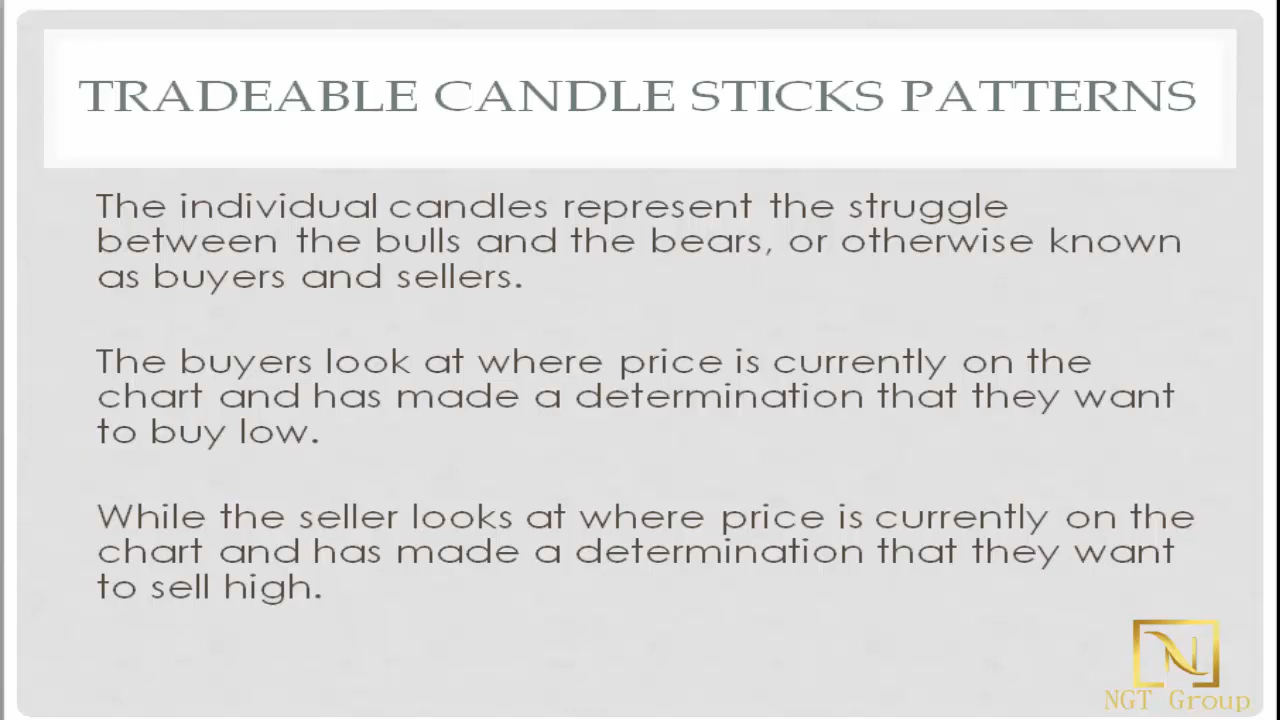 TRADEABLE CANDLE STICKS PATTERNS
The individual candles represent the struggle
between the bulls and the bears, or otherwise known
as buyers and sellers.
The buyers look at where price is currently on the
chart and has made a determination that they want
to buy low.
While the seller looks at where price is currently on the
chart and has made a determination that they want
to sell high.
N
NGT Group